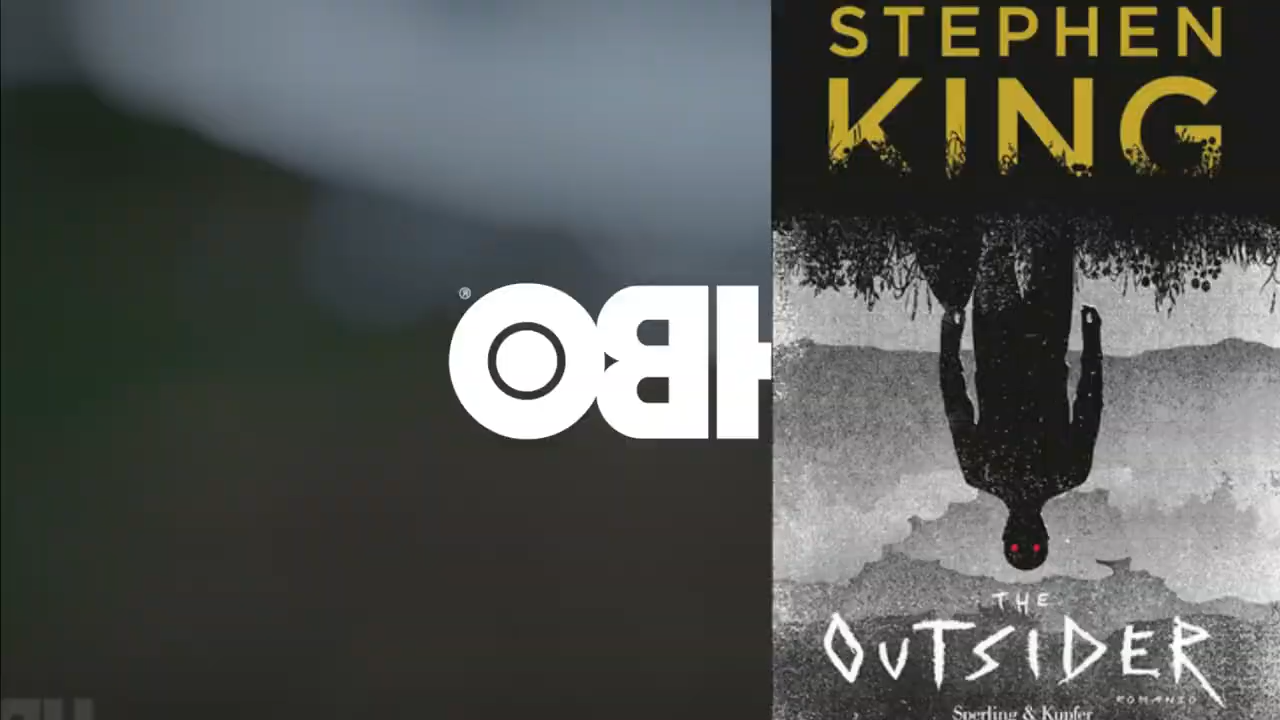 HBO®
STEPHEN
KING
THE
OUTSIDER
ROMANZO
Sperling & Kupfer